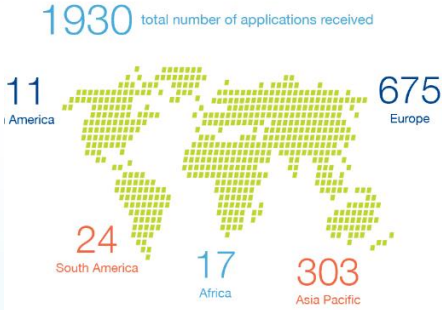 1930 total number of applications received
11
America
675
Europe
24
South America
17
Africa
303
Asia Pacific